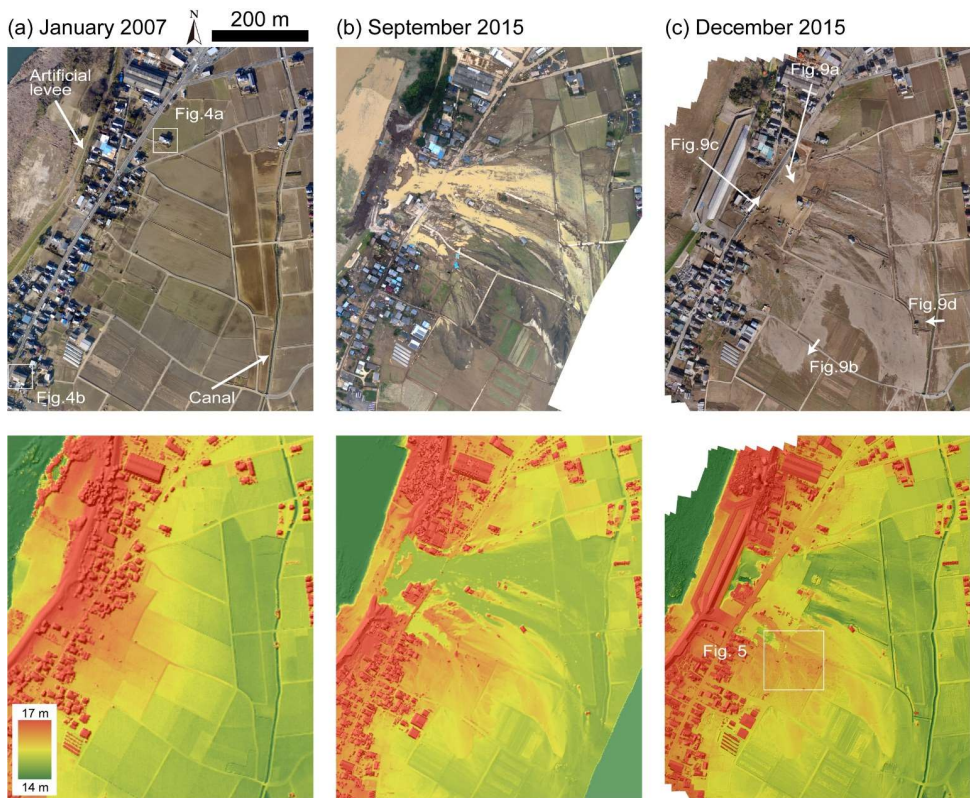 (a) January 2007
N
200 m
(b) September 2015
(c) December 2015
Artificial
levee
Fig.4a
Fig.4b
Canal
Fig.9a
Fig.9c
Fig.9d
Fig.9b
17 m
14 m
Fig. 5